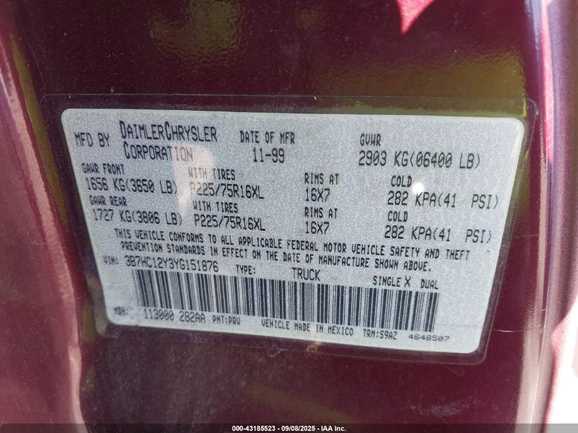 MFD BY DAIMLERCHRYSLER CORPORATION DATE OF MFR 11-99 GVWR 2903 KG(06400 LB)
GAWR FRONT WITH TIRES RIMS AT COLD
1656 KG(3650 LB) P225/75R16XL 16X7 282 KPA(41 PSI)
GAWR REAR WITH TIRES RIMS AT COLD
1727 KG(3806 LB) P225/75R16XL 16X7 282 KPA(41 PSI)
THIS VEHICLE CONFORMS TO ALL APPLICABLE FEDERAL MOTOR VEHICLE SAFETY AND THEFT
PREVENTION STANDARDS IN EFFECT ON THE DATE OF MANUFACTURE SHOWN ABOVE.
VIN: 3B7HC12Y3YG151876 TYPE: TRUCK SINGLE X DUAL
MDH: 113000 282AA PNT:PRV VEHICLE MADE IN MEXICO TRM:S9AZ 4648507
000-43185523 - 09/08/2025 - IAA Inc.